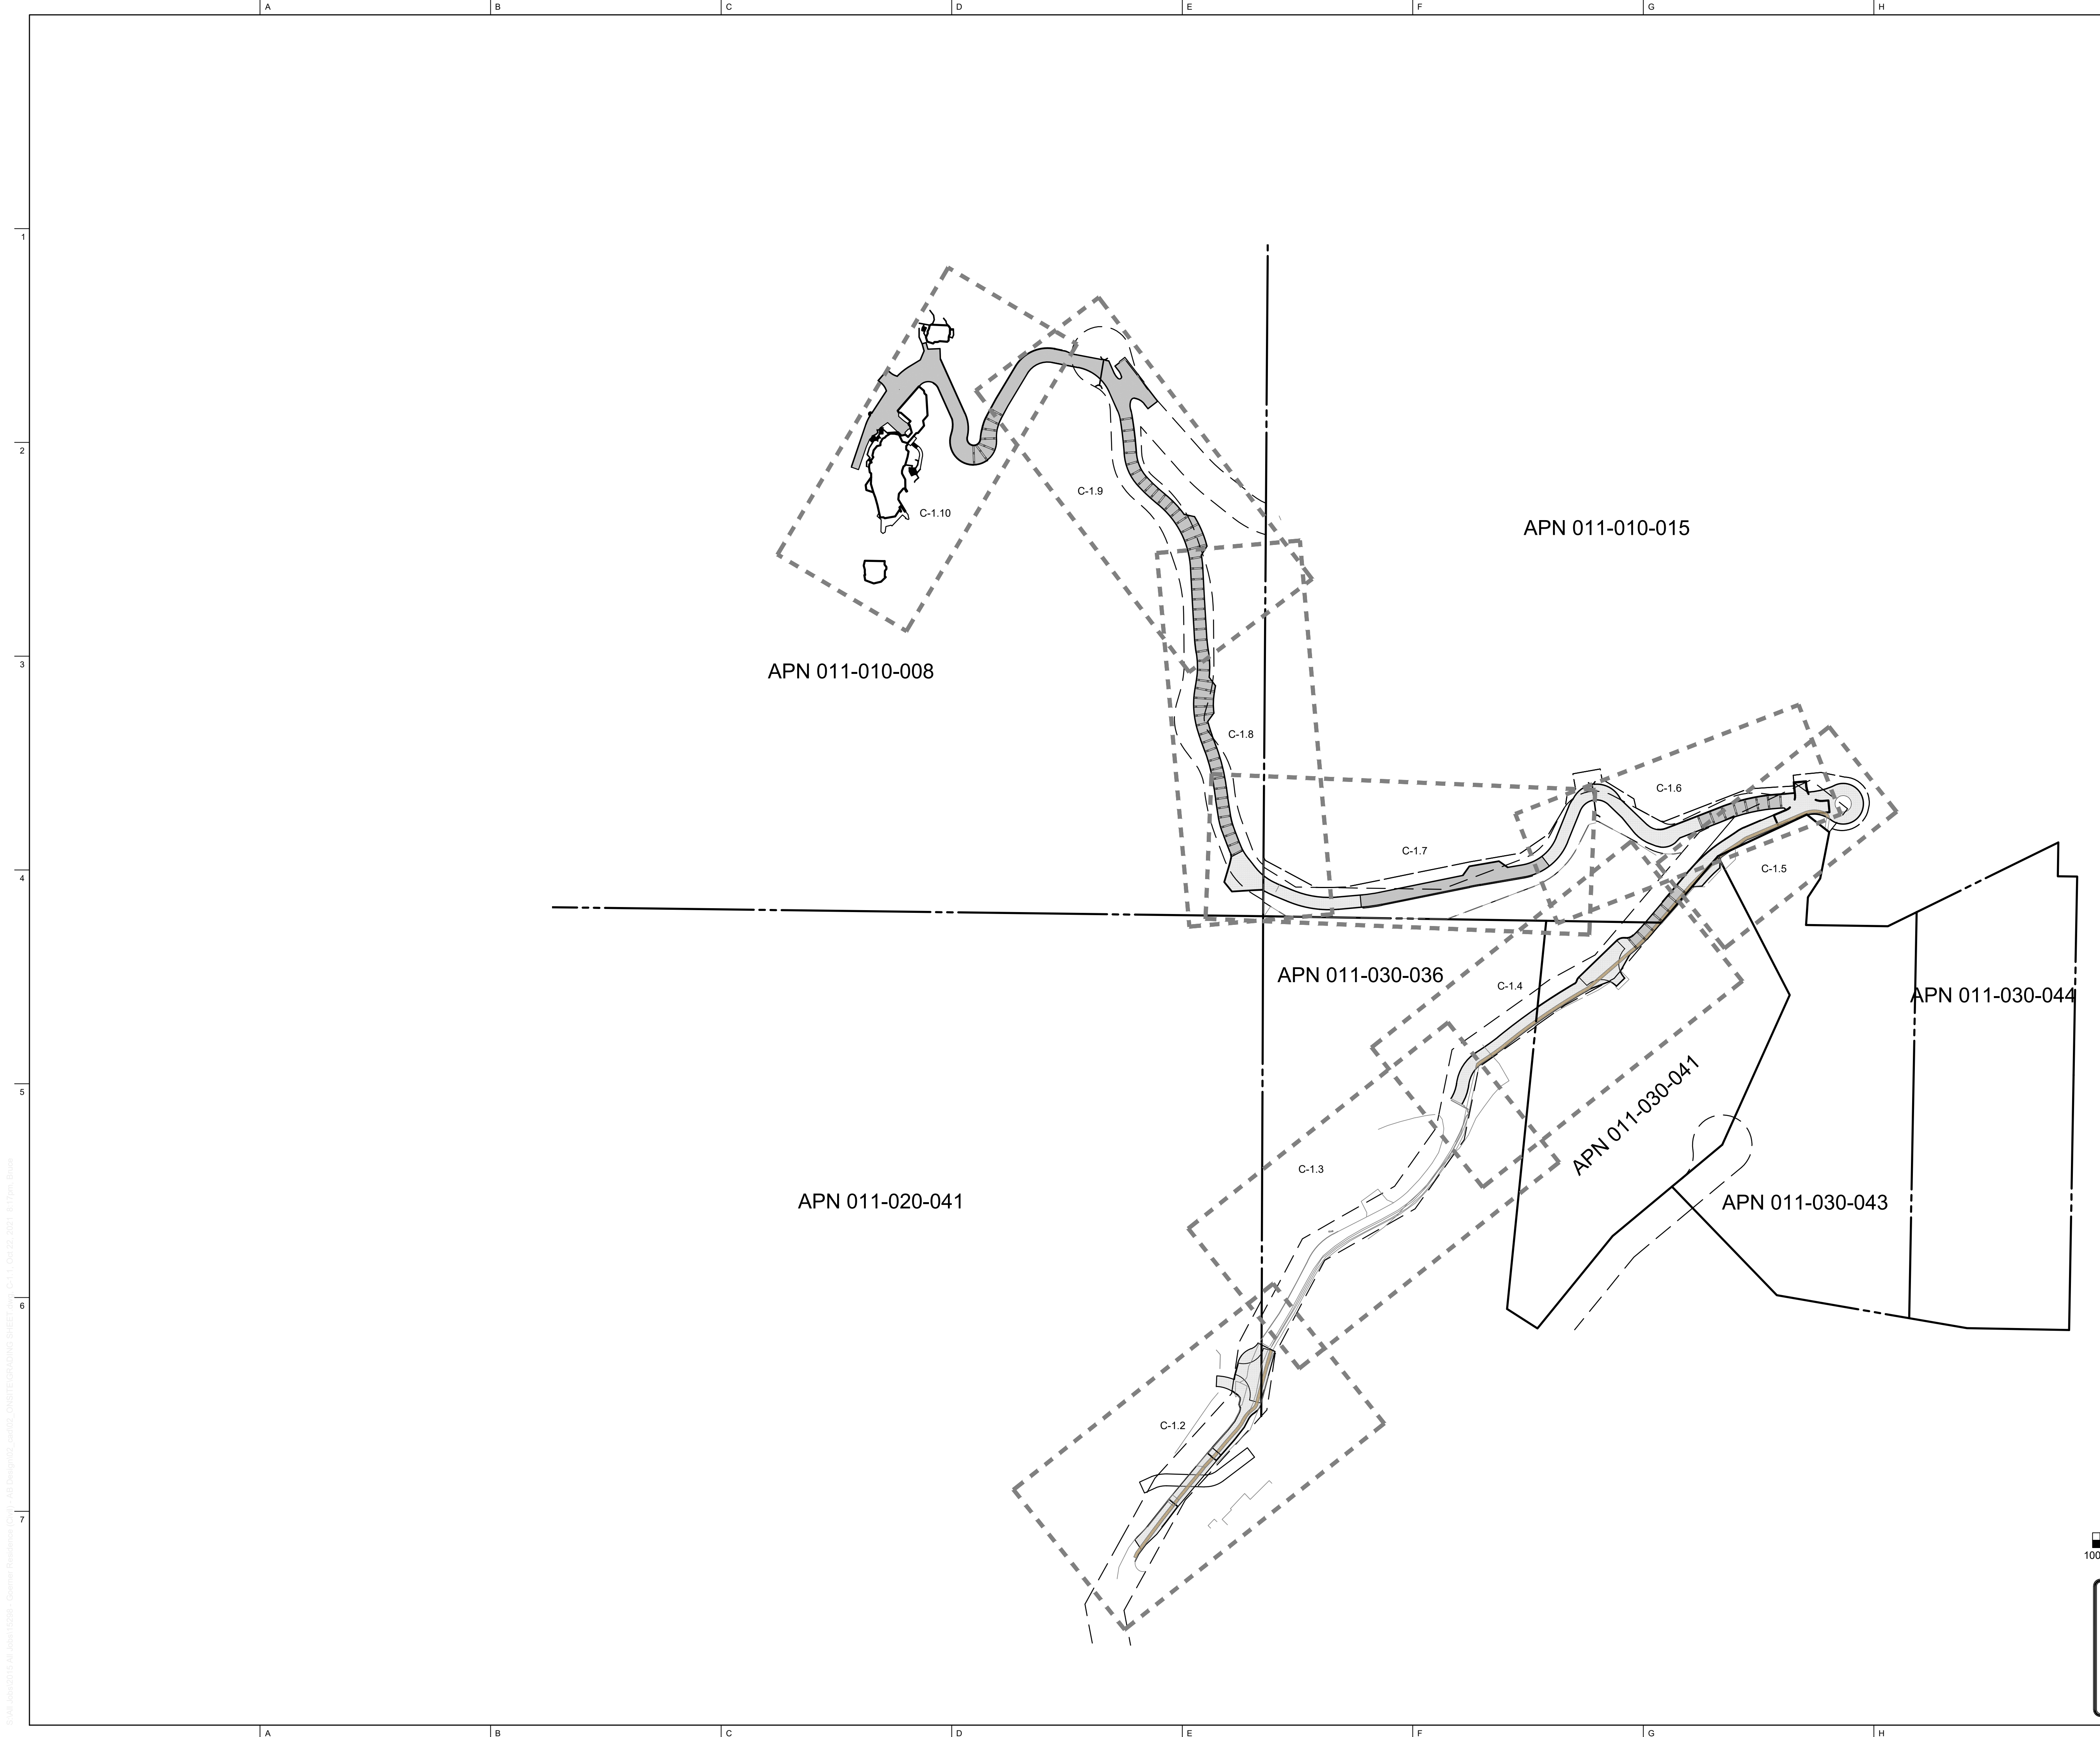 A B C D E F G H
1
2
C-1.9
C-1.10
APN 011-010-015
3
APN 011-010-008
C-1.8
C-1.6
C-1.7
4
C-1.5
APN 011-030-036
C-1.4
APN 011-030-044
5
APN 011-030-041
C-1.3
APN 011-020-041
APN 011-030-043
6
C-1.2
7
100
A B C D E F G H